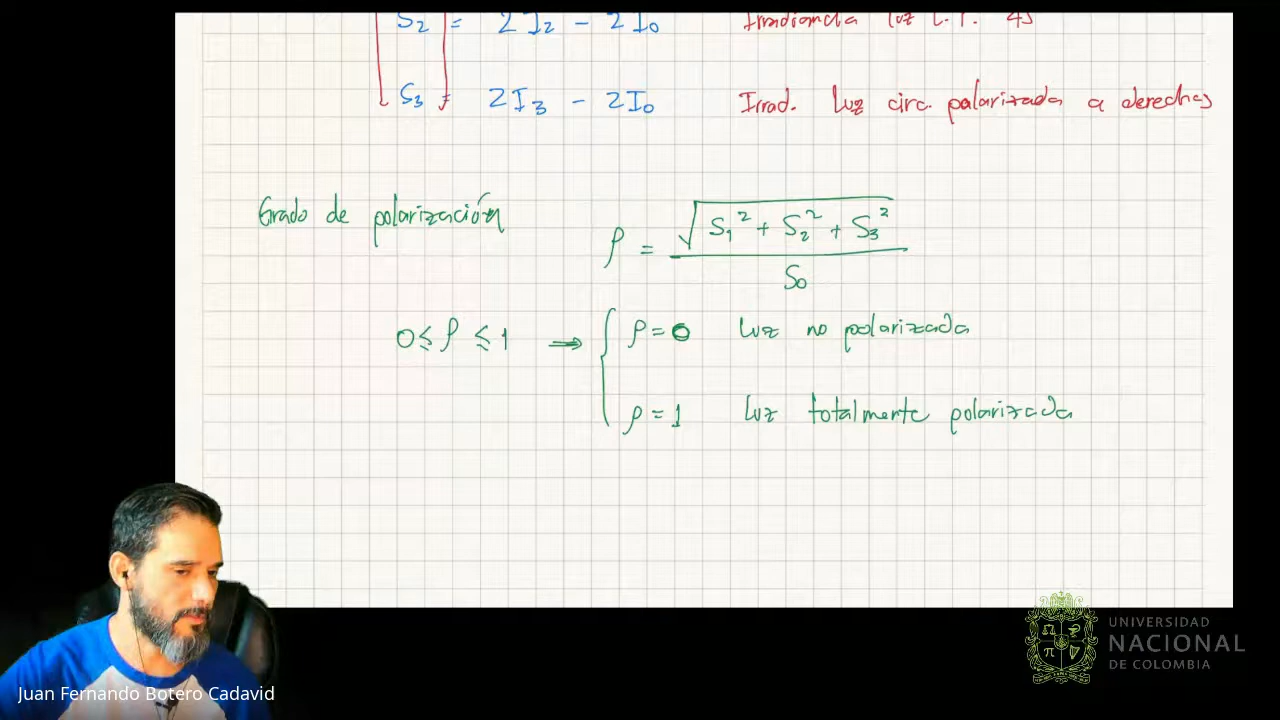 S₂ = 2I₂ − 2I₀ Irradiancia luz L.P. 45
S₃ = 2I₃ − 2I₀ Irrad. luz circ. polarizada a derechas
Grado de polarización
ρ = √(S₁² + S₂² + S₃²) / S₀
0 ≤ ρ ≤ 1 → { ρ = 0 luz no polarizada
ρ = 1 luz totalmente polarizada
UNIVERSIDAD
NACIONAL
DE COLOMBIA
Juan Fernando Botero Cadavid